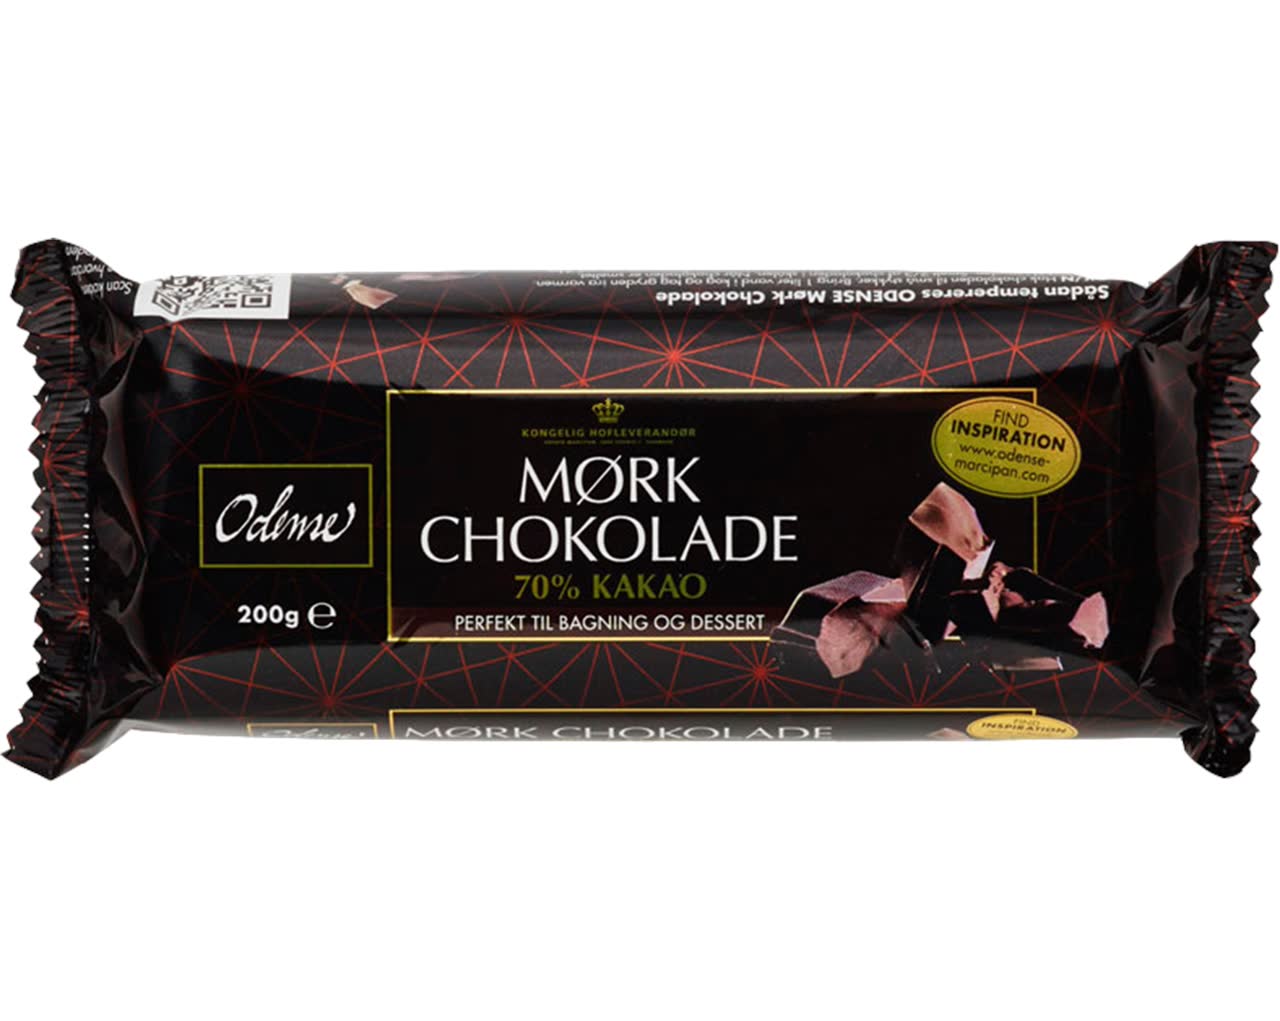 Sådan tempereres ODENSE Mørk Chokolade
KONGELIG HOFLEVERANDØR
MØRK
CHOKOLADE
70% KAKAO
PERFEKT TIL BAGNING OG DESSERT
FIND
INSPIRATION
www.odense-
marcipan.com
Odense
200g ℮
Odense
MØRK CHOKOLADE
FIND
INSPIRATION